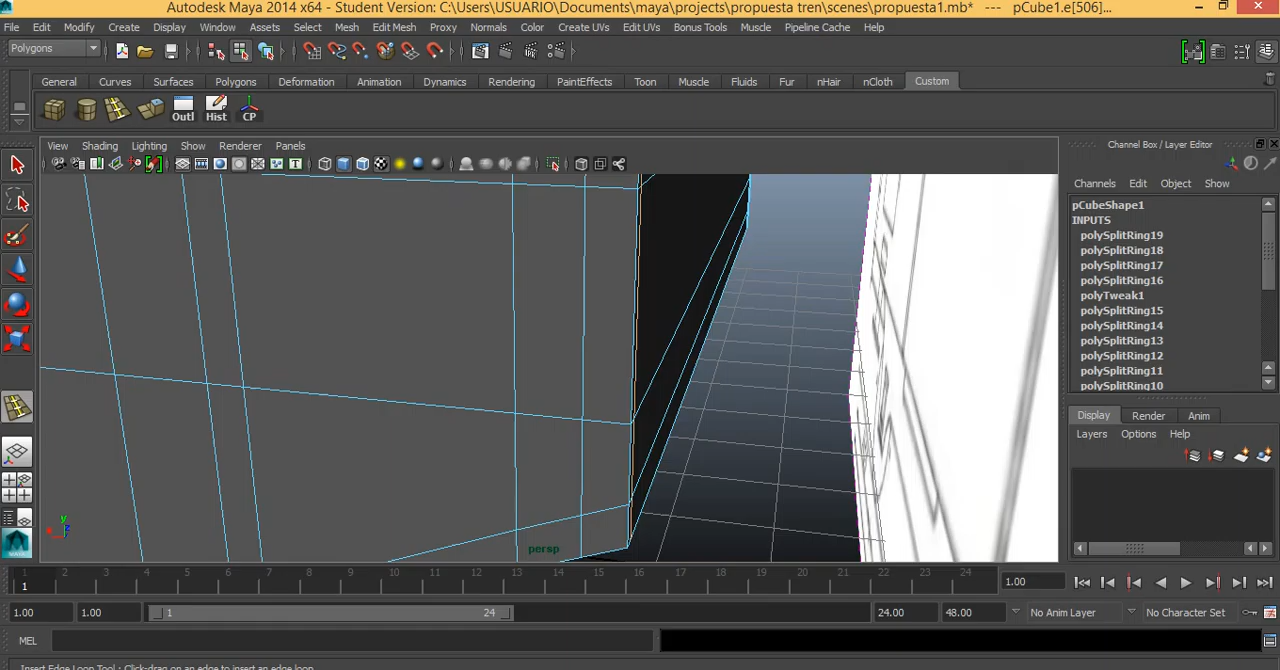 Autodesk Maya 2014 x64 - Student Version: C:\Users\USUARIO\Documents\maya\projects\propuesta tren\scenes\propuesta1.mb* --- pCube1.e[506]...
File Edit Modify Create Display Window Assets Select Mesh Edit Mesh Proxy Normals Color Create UVs Edit UVs Bonus Tools Muscle Pipeline Cache Help
Polygons
General Curves Surfaces Polygons Deformation Animation Dynamics Rendering PaintEffects Toon Muscle Fluids Fur nHair nCloth Custom
Outl Hist CP
View Shading Lighting Show Renderer Panels
Channel Box / Layer Editor
Channels Edit Object Show
pCubeShape1
INPUTS
polySplitRing19
polySplitRing18
polySplitRing17
polySplitRing16
polyTweak1
polySplitRing15
polySplitRing14
polySplitRing13
polySplitRing12
polySplitRing11
polySplitRing10
Display Render Anim
Layers Options Help
y
persp
1 2 3 4 5 6 7 8 9 10 11 12 13 14 15 16 17 18 19 20 21 22 23 24
1
1.00
1.00 1.00 1 24 24.00 48.00 No Anim Layer No Character Set
MEL
Insert Edge Loop Tool : Click-drag on an edge to insert an edge loop